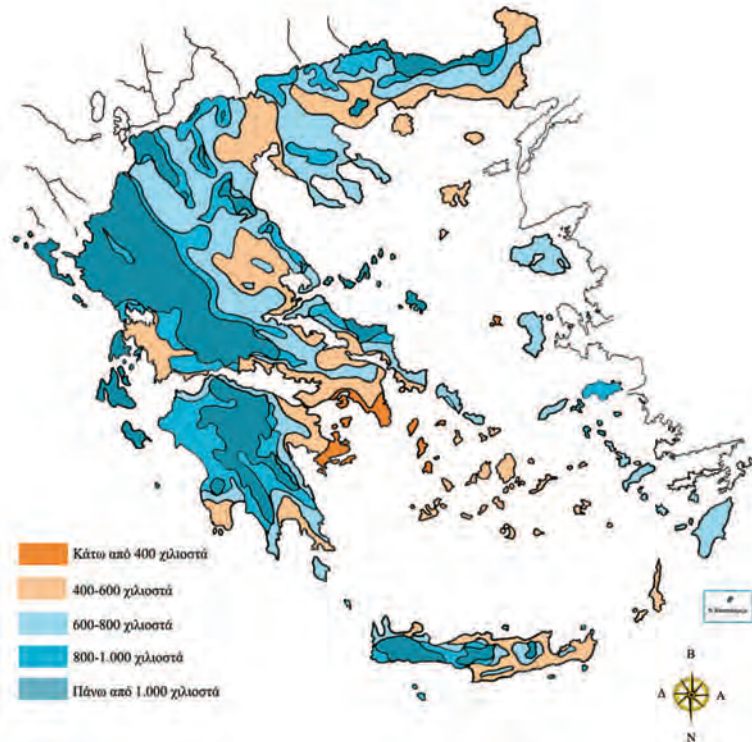 Κάτω από 400 χιλιοστά
400-600 χιλιοστά
600-800 χιλιοστά
800-1.000 χιλιοστά
Πάνω από 1.000 χιλιοστά
Β
Δ Α
Ν